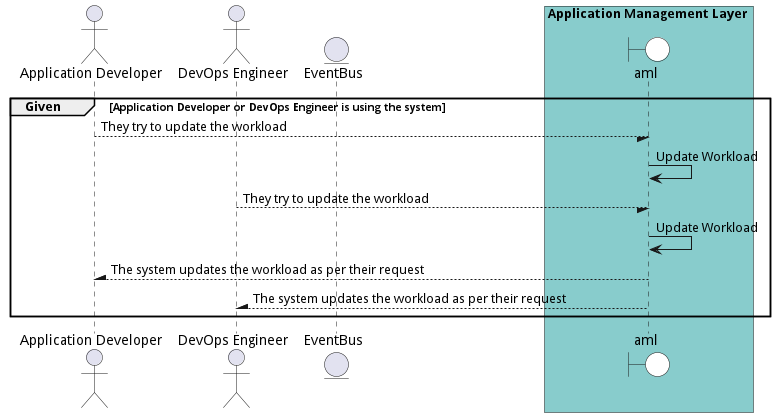 Application Management Layer
Application Developer
DevOps Engineer
EventBus
aml
Given
[Application Developer or DevOps Engineer is using the system]
They try to update the workload
Update Workload
They try to update the workload
Update Workload
The system updates the workload as per their request
The system updates the workload as per their request
Application Developer
DevOps Engineer
EventBus
aml